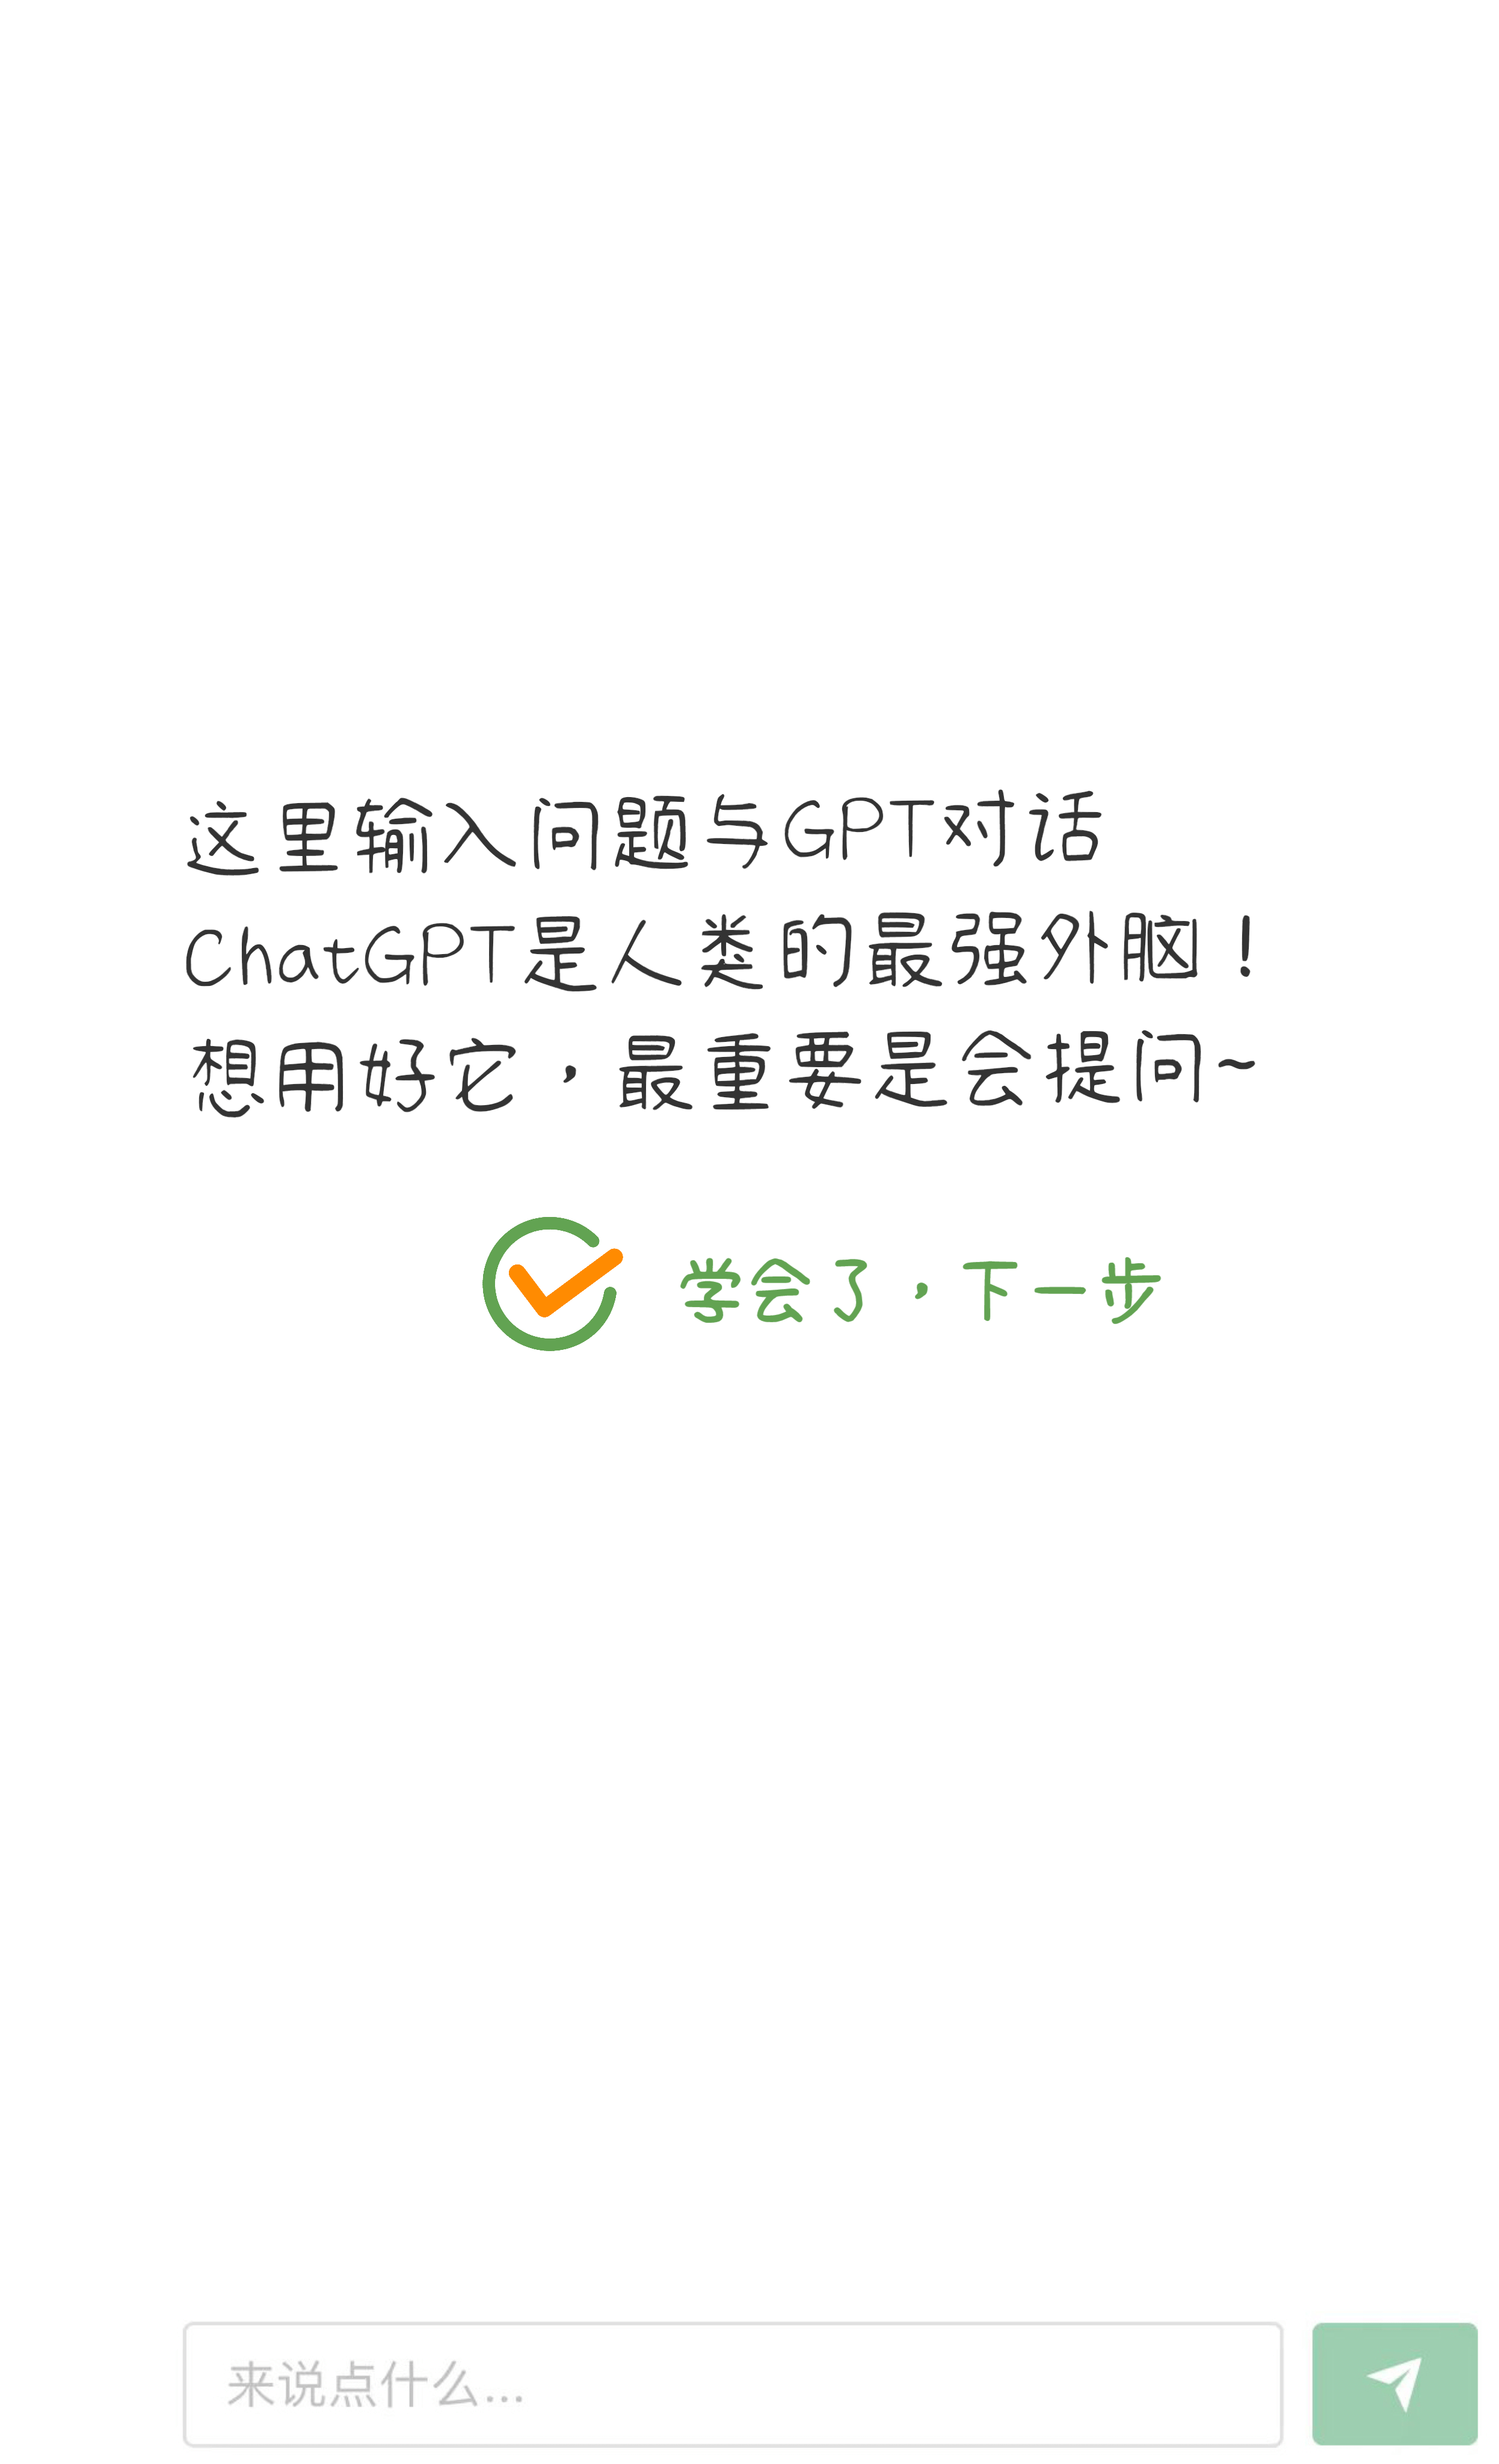 这里输入问题与GPT对话
ChatGPT是人类的最强外脑！
想用好它，最重要是会提问~
学会了，下一步
来说点什么...